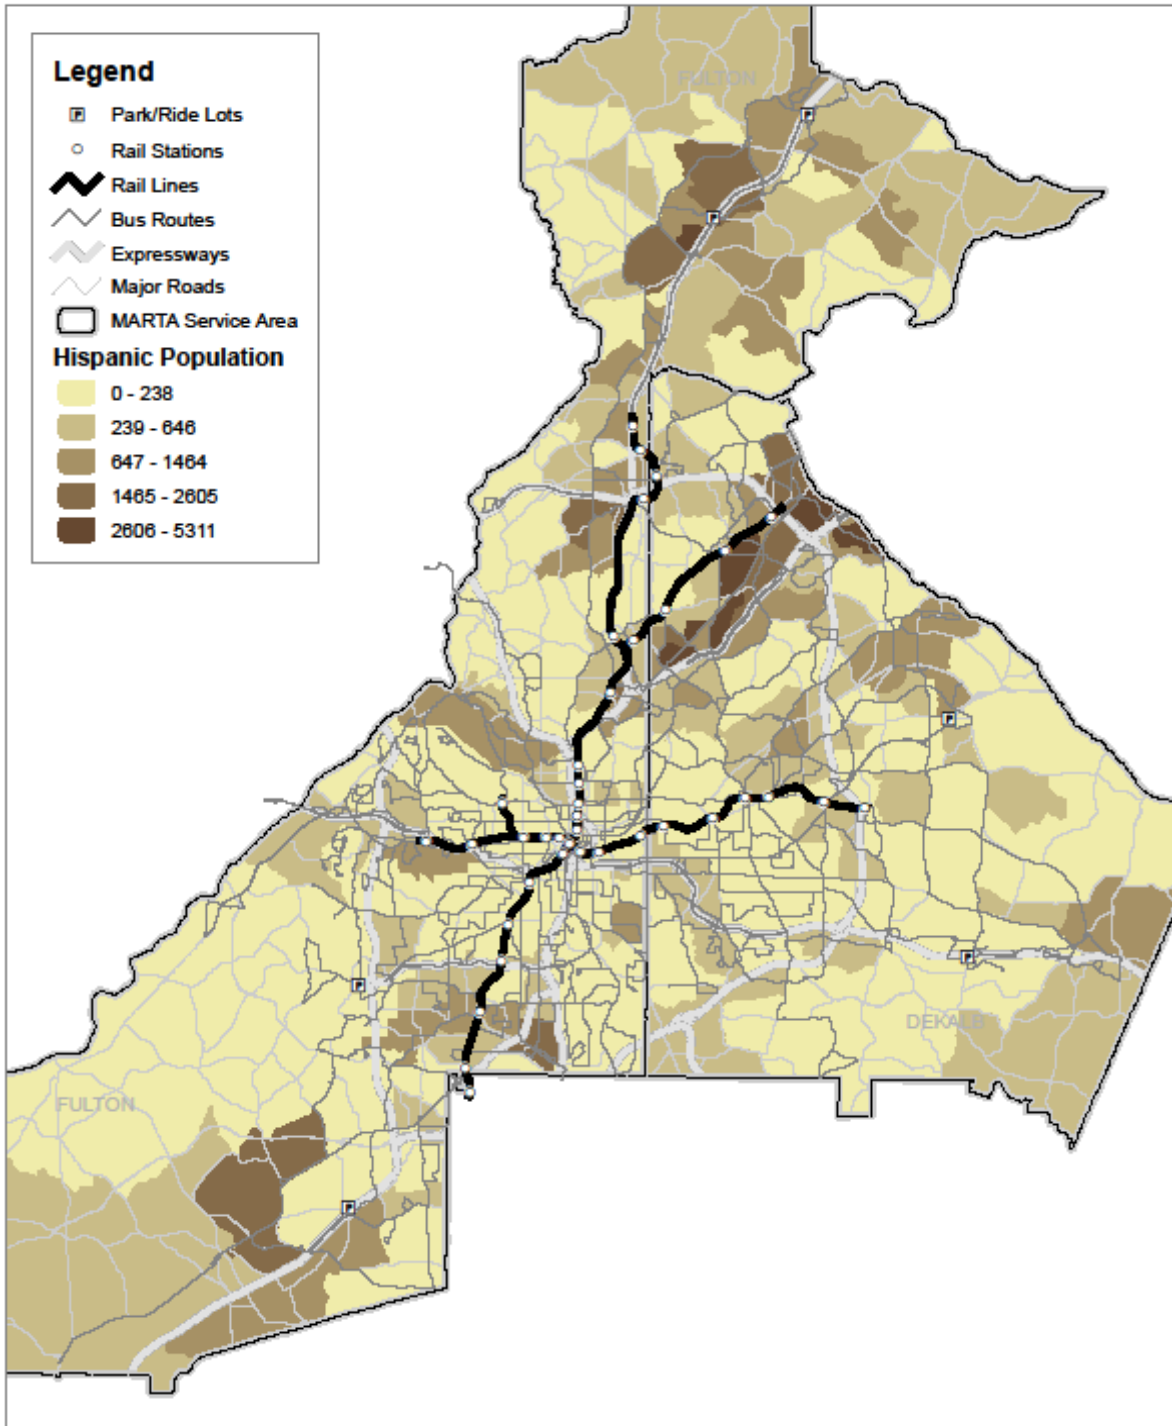 Legend
Park/Ride Lots
Rail Stations
Rail Lines
Bus Routes
Expressways
Major Roads
MARTA Service Area
Hispanic Population
0 - 238
239 - 646
647 - 1464
1465 - 2605
2606 - 5311
FULTON
P
P
P
P
DEKALB
P
FULTON
P